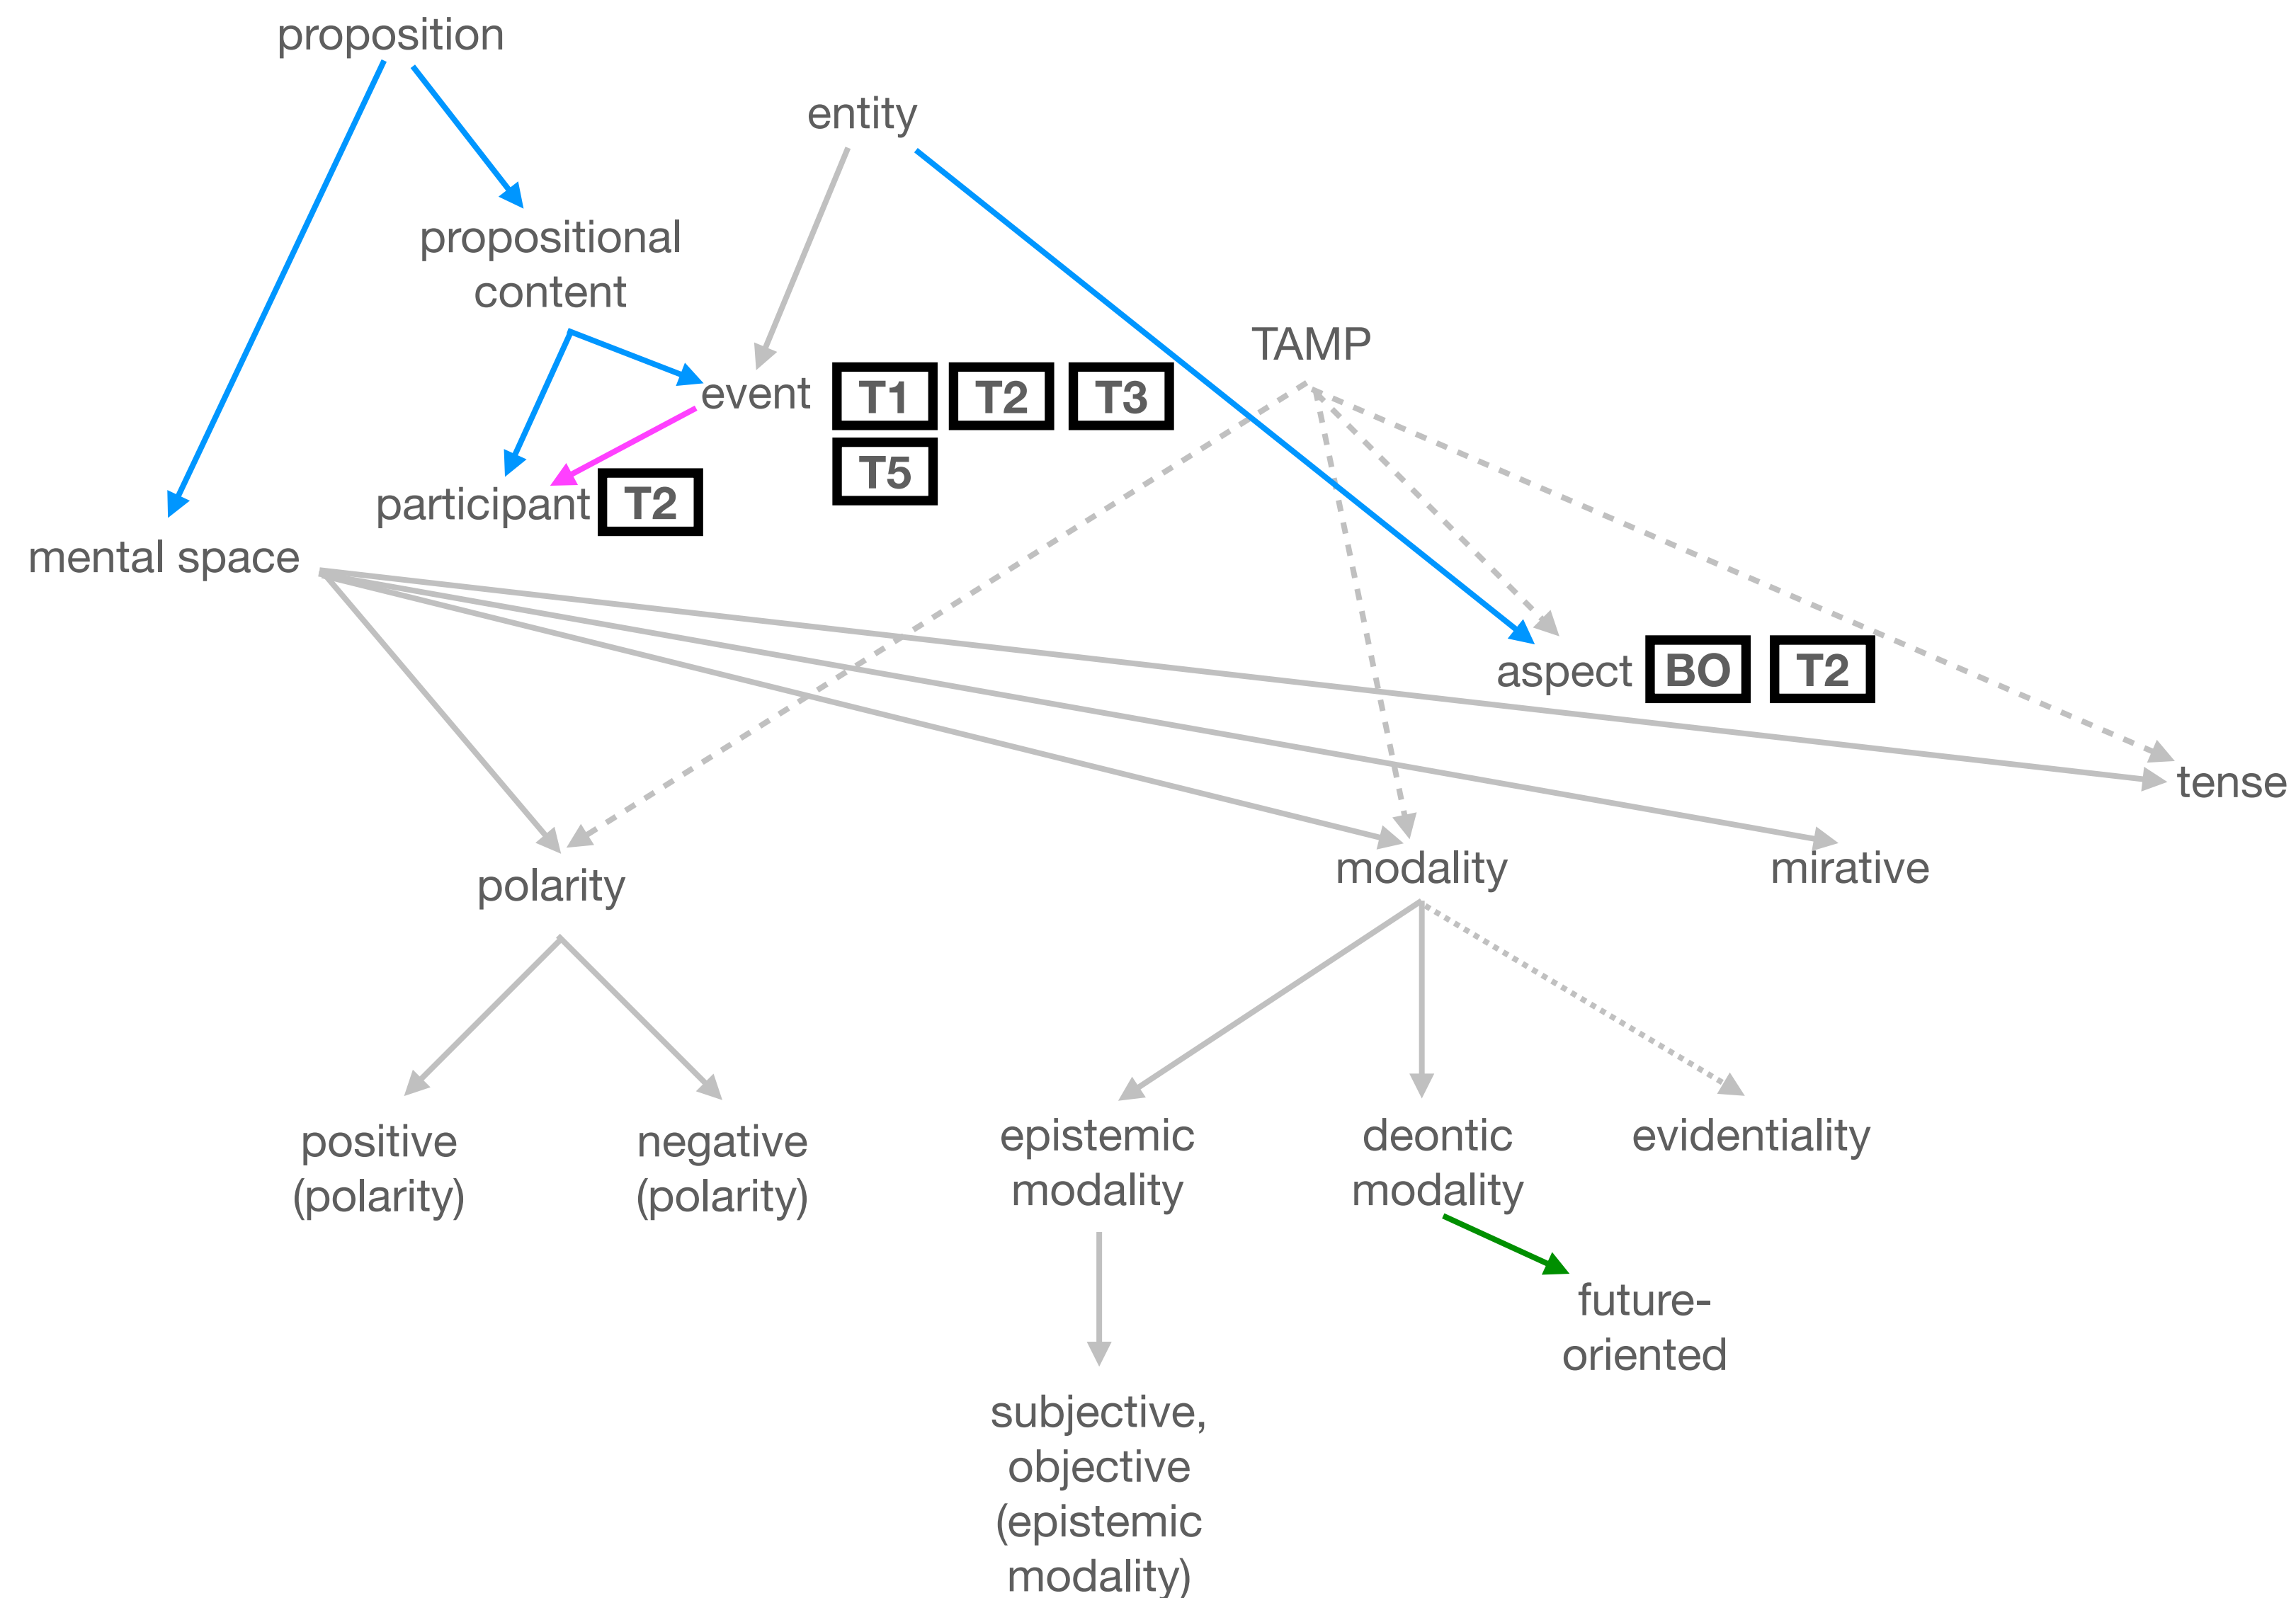 proposition
entity
propositional
content
TAMP
event T1 T2 T3
T5
participant T2
mental space
aspect BO T2
tense
polarity
modality
mirative
positive
(polarity)
negative
(polarity)
epistemic
modality
deontic
modality
evidentiality
future-
oriented
subjective,
objective
(epistemic
modality)